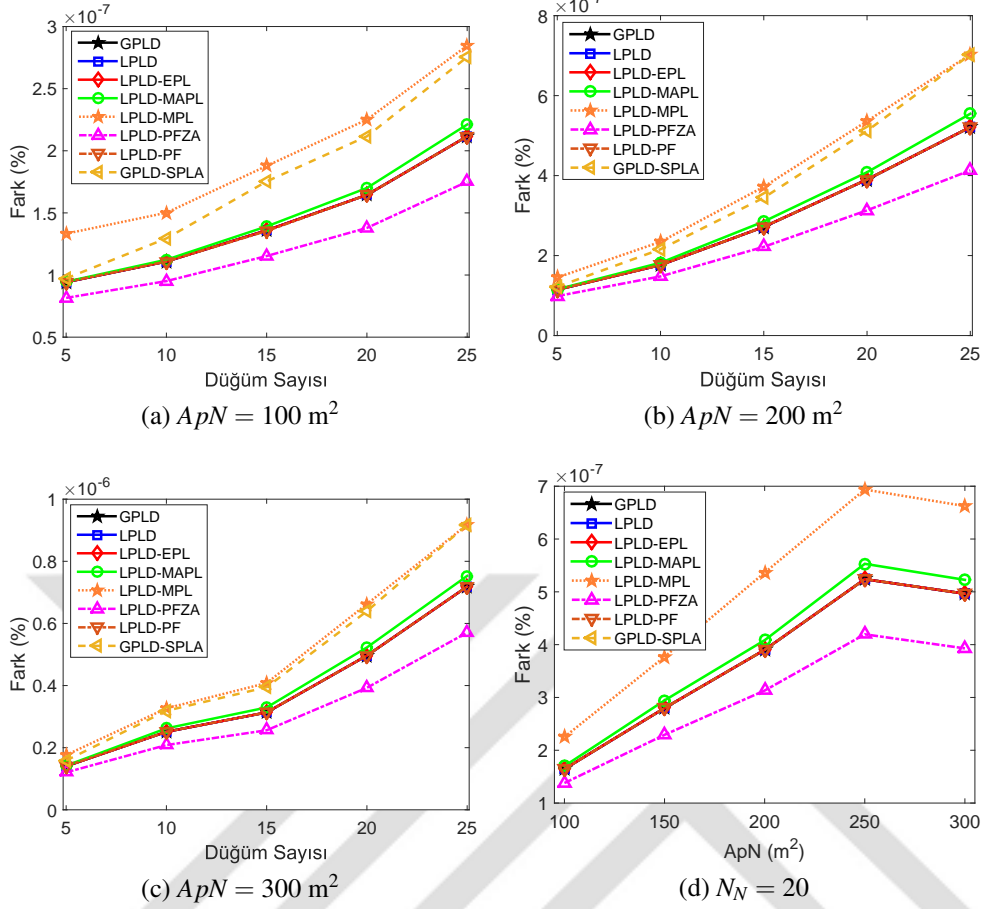 ×10⁻⁷
3
2.5
2
1.5
1
0.5
Fark (%)
GPLD
LPLD
LPLD-EPL
LPLD-MAPL
LPLD-MPL
LPLD-PFZA
LPLD-PF
GPLD-SPLA
5 10 15 20 25
Düğüm Sayısı
(a) ApN = 100 m²
8
6
4
2
0
Fark (%)
GPLD
LPLD
LPLD-EPL
LPLD-MAPL
LPLD-MPL
LPLD-PFZA
LPLD-PF
GPLD-SPLA
5 10 15 20 25
Düğüm Sayısı
(b) ApN = 200 m²
×10⁻⁶
1
0.8
0.6
0.4
0.2
0
Fark (%)
GPLD
LPLD
LPLD-EPL
LPLD-MAPL
LPLD-MPL
LPLD-PFZA
LPLD-PF
GPLD-SPLA
5 10 15 20 25
Düğüm Sayısı
(c) ApN = 300 m²
×10⁻⁷
7
6
5
4
3
2
1
Fark (%)
GPLD
LPLD
LPLD-EPL
LPLD-MAPL
LPLD-MPL
LPLD-PFZA
LPLD-PF
GPLD-SPLA
100 150 200 250 300
ApN (m²)
(d) N_N = 20